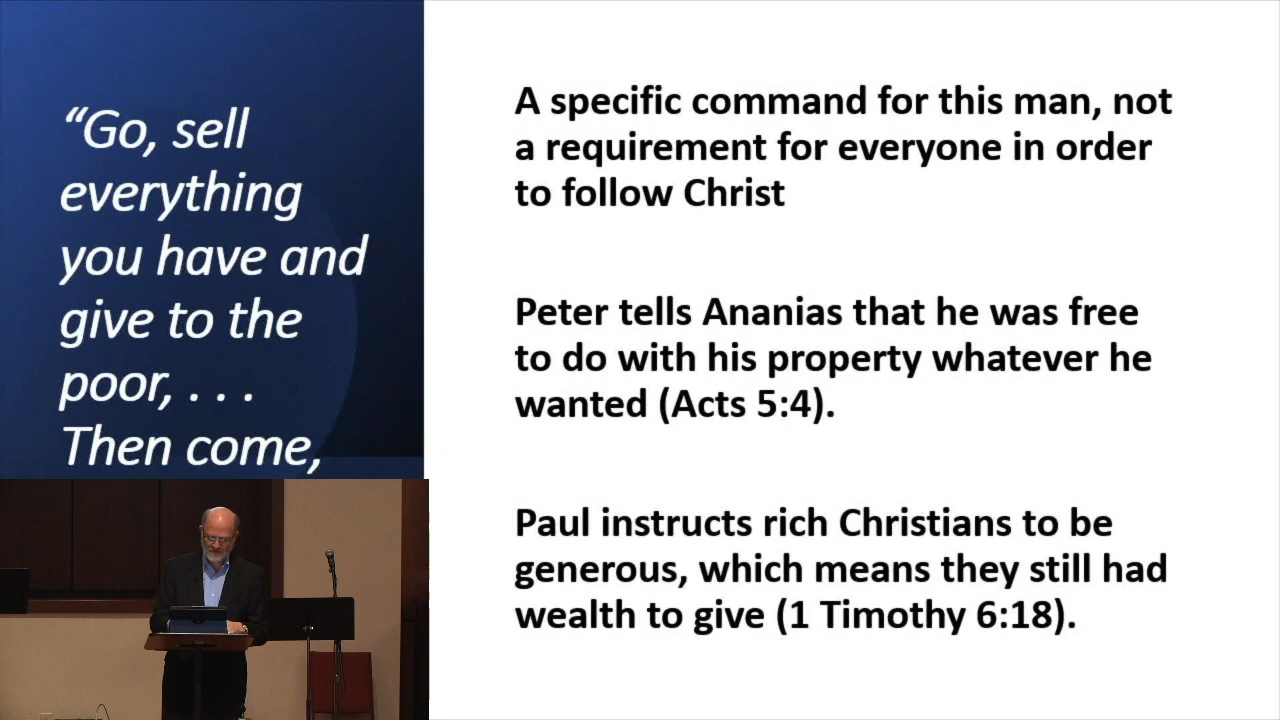 “Go, sell
everything
you have and
give to the
poor, . . .
Then come,
A specific command for this man, not
a requirement for everyone in order
to follow Christ
Peter tells Ananias that he was free
to do with his property whatever he
wanted (Acts 5:4).
Paul instructs rich Christians to be
generous, which means they still had
wealth to give (1 Timothy 6:18).